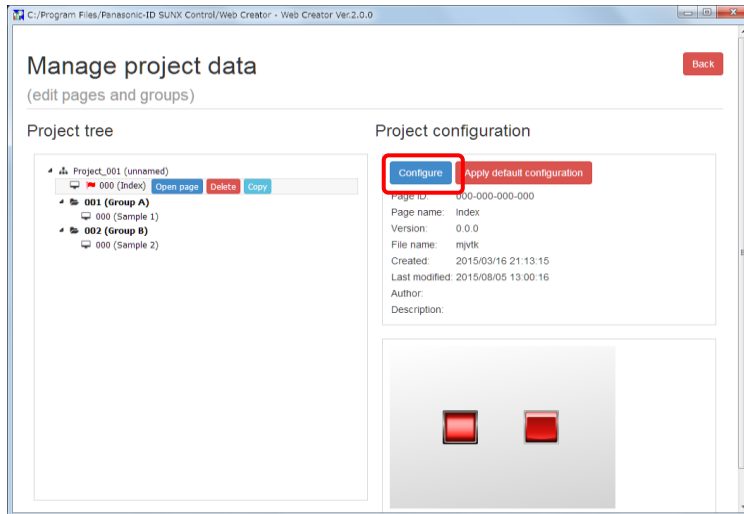 C:/Program Files/Panasonic-ID SUNX Control/Web Creator - Web Creator Ver.2.0.0
Manage project data
Back
(edit pages and groups)
Project tree
Project_001 (unnamed)
000 (Index) Open page Delete Copy
001 (Group A)
000 (Sample 1)
002 (Group B)
000 (Sample 2)
Project configuration
Configure Apply default configuration
Page ID: 000-000-000-000
Page name: Index
Version: 0.0.0
File name: mjvtk
Created: 2015/03/16 21:13:15
Last modified: 2015/08/05 13:00:16
Author:
Description: